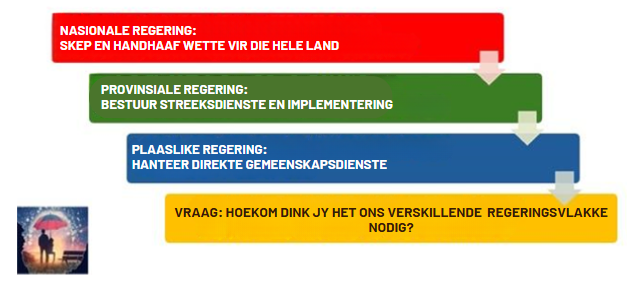 NASIONALE REGERING:
SKEP EN HANDHAAF WETTE VIR DIE HELE LAND
PROVINSIALE REGERING:
BESTUUR STREEKSDIENSTE EN IMPLEMENTERING
PLAASLIKE REGERING:
HANTEER DIREKTE GEMEENSKAPSDIENSTE
VRAAG: HOEKOM DINK JY HET ONS VERSKILLENDE REGERINGSVLAKKE
NODIG?